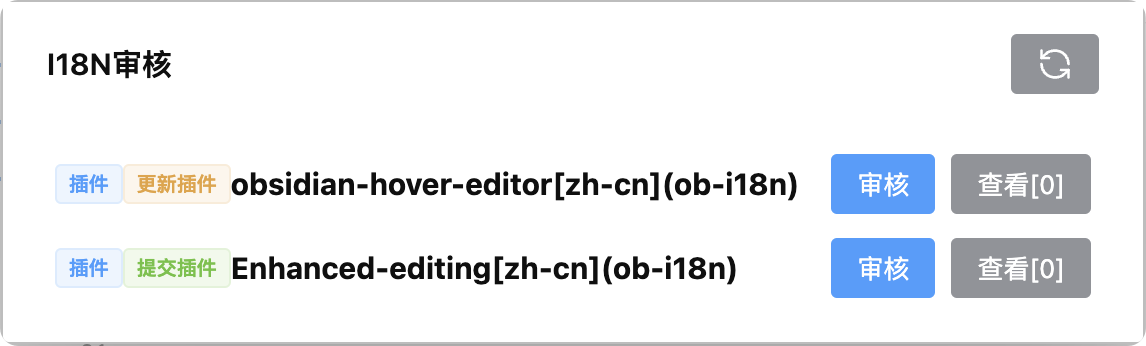 I18N审核
插件 更新插件 obsidian-hover-editor[zh-cn](ob-i18n) 审核 查看[0]
插件 提交插件 Enhanced-editing[zh-cn](ob-i18n) 审核 查看[0]